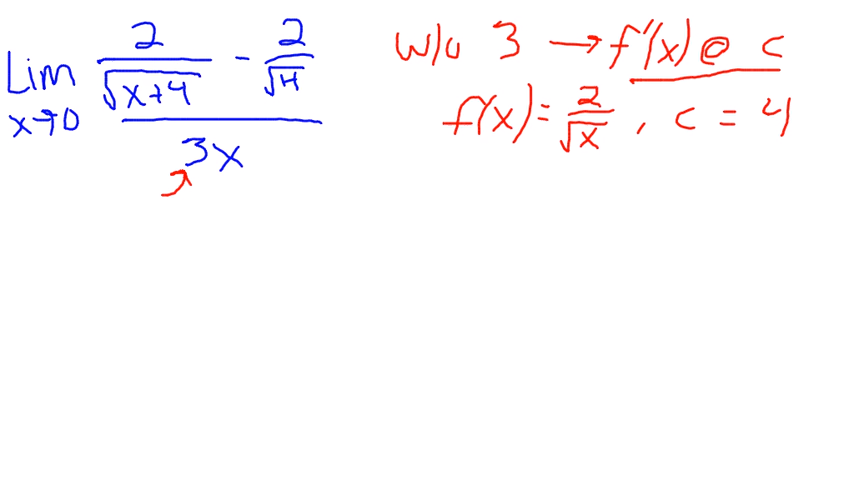 Lim x→0 (2/√(x+4) - 2/√4) / 3x
w/o 3 → f'(x) @ c
f(x) = 2/√x , c = 4